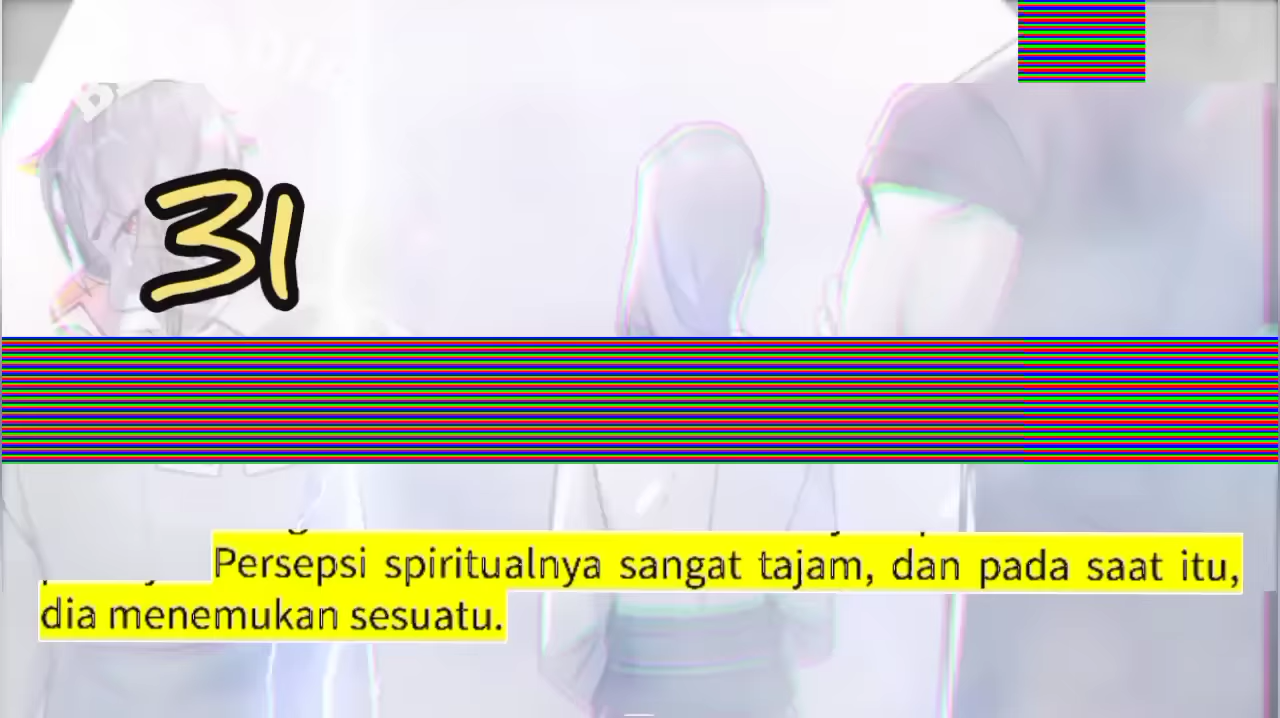 31
Persepsi spiritualnya sangat tajam, dan pada saat itu,
dia menemukan sesuatu.